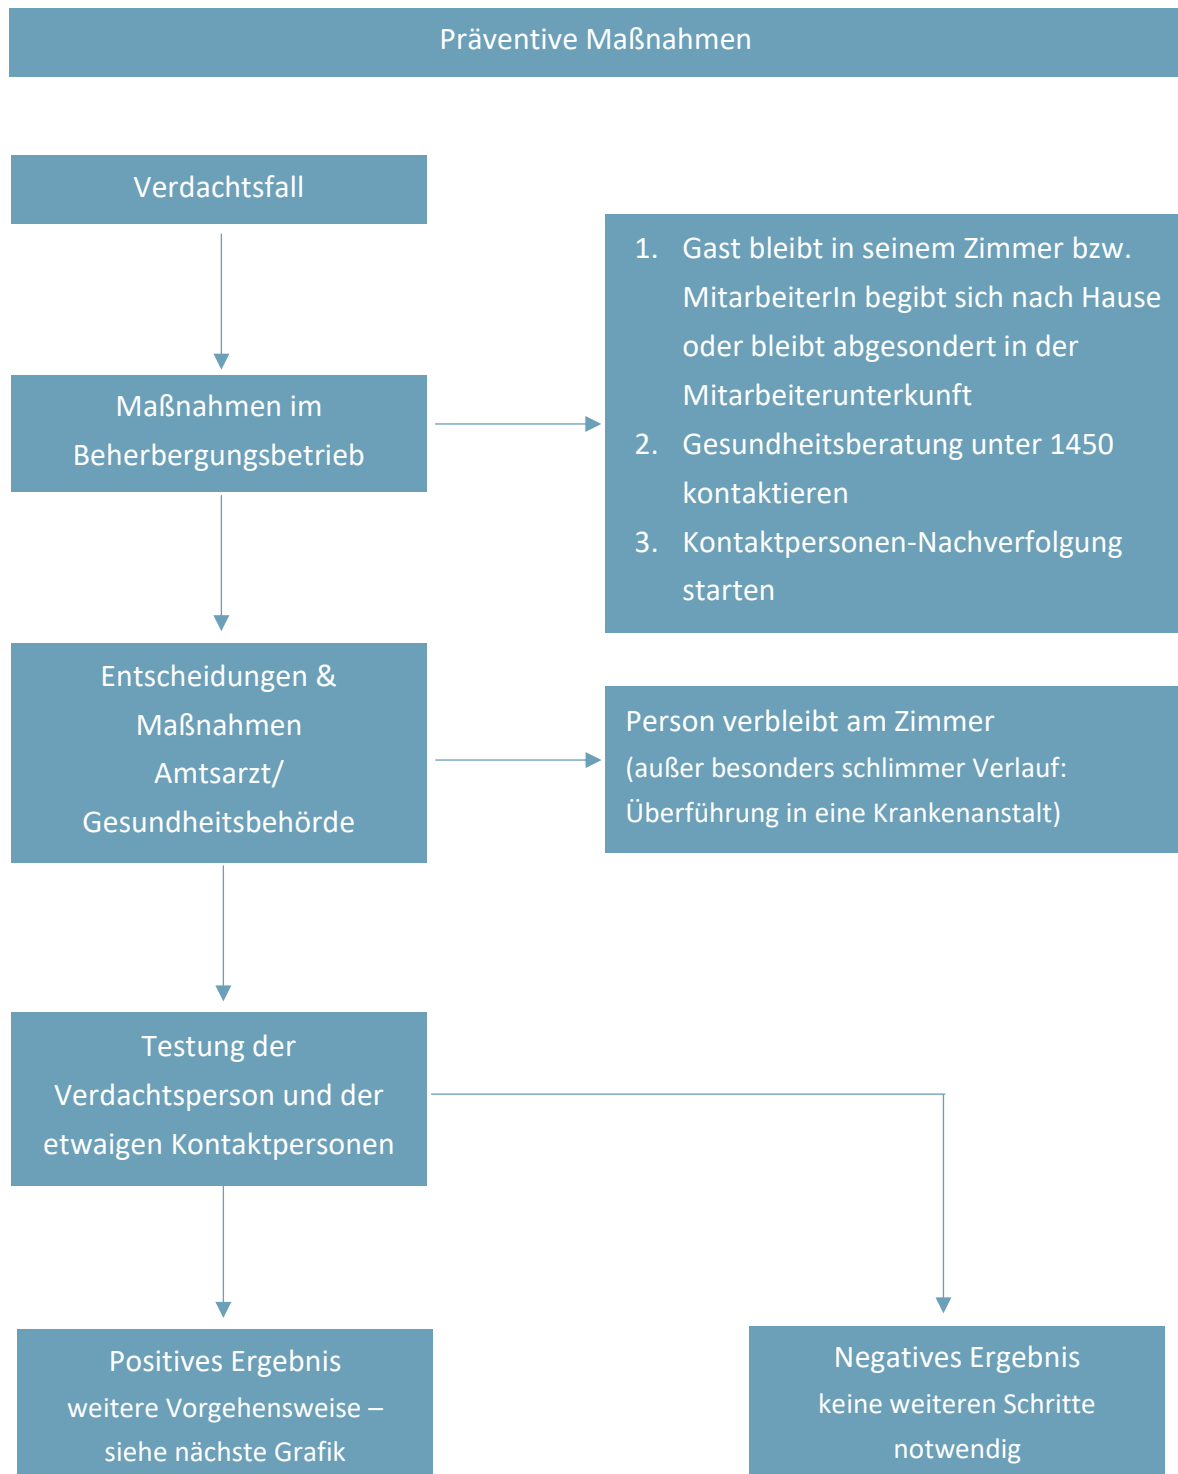 Präventive Maßnahmen
Verdachtsfall
1. Gast bleibt in seinem Zimmer bzw.
MitarbeiterIn begibt sich nach Hause
oder bleibt abgesondert in der
Mitarbeiterunterkunft
2. Gesundheitsberatung unter 1450
kontaktieren
3. Kontaktpersonen-Nachverfolgung
starten
Maßnahmen im
Beherbergungsbetrieb
Entscheidungen &
Maßnahmen
Amtsarzt/
Gesundheitsbehörde
Person verbleibt am Zimmer
(außer besonders schlimmer Verlauf:
Überführung in eine Krankenanstalt)
Testung der
Verdachtsperson und der
etwaigen Kontaktpersonen
Positives Ergebnis
weitere Vorgehensweise –
siehe nächste Grafik
Negatives Ergebnis
keine weiteren Schritte
notwendig